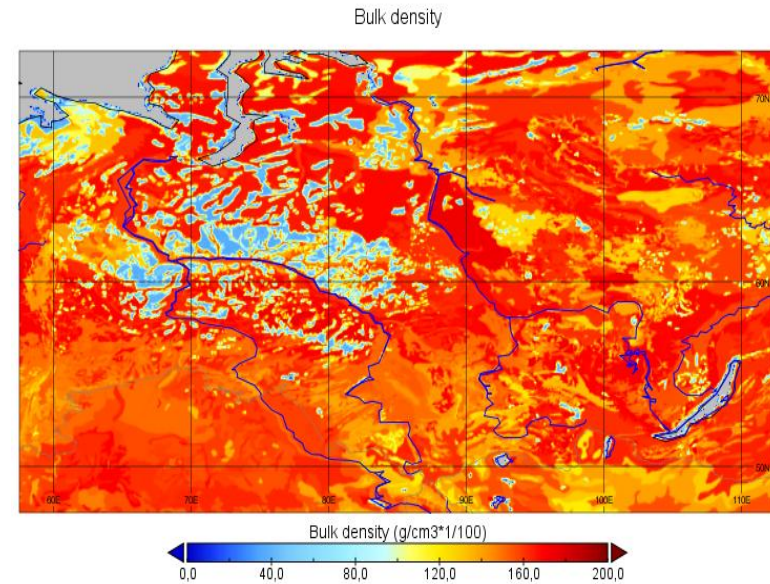 Bulk density
70N
60N
50N
60E 70E 80E 90E 100E 110E
Bulk density (g/cm3*1/100)
0,0 40,0 80,0 120,0 160,0 200,0